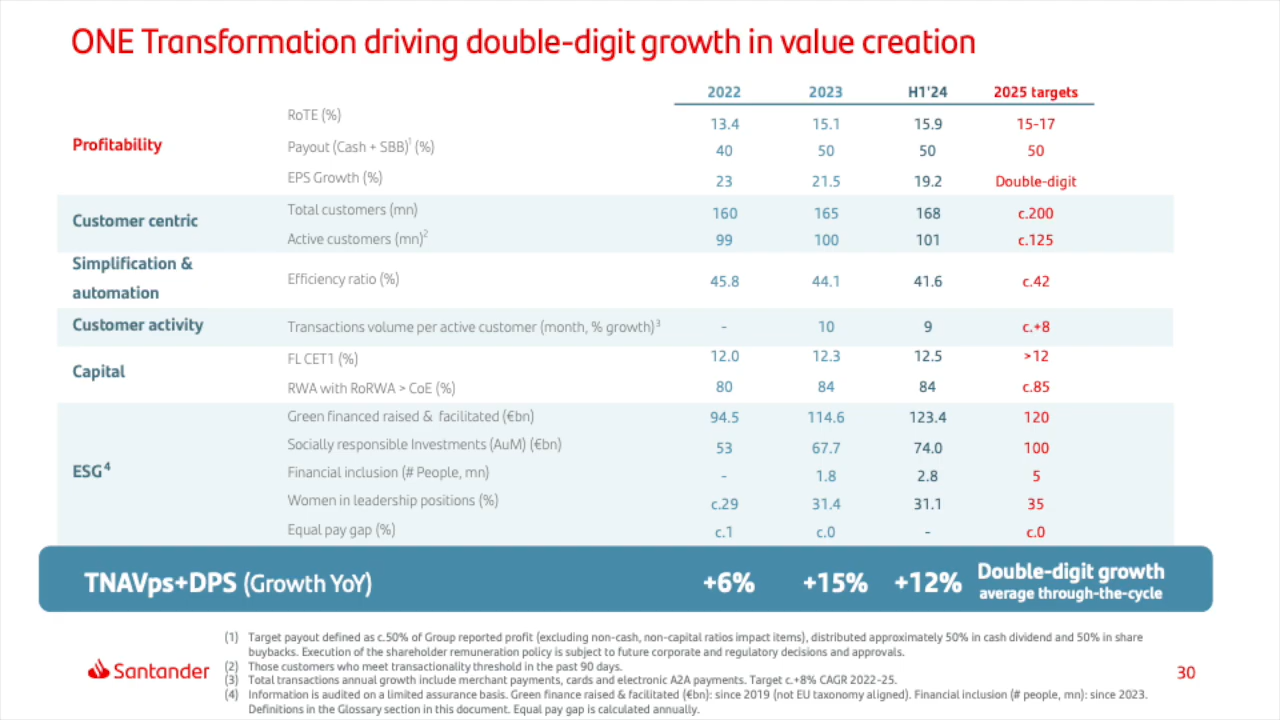 ONE Transformation driving double-digit growth in value creation
2022 2023 H1'24 2025 targets
Profitability
RoTE (%) 13.4 15.1 15.9 15-17
Payout (Cash + SBB)¹ (%) 40 50 50 50
EPS Growth (%) 23 21.5 19.2 Double-digit
Customer centric
Total customers (mn) 160 165 168 c.200
Active customers (mn)² 99 100 101 c.125
Simplification &
automation
Efficiency ratio (%) 45.8 44.1 41.6 c.42
Customer activity
Transactions volume per active customer (month, % growth)³ - 10 9 c.+8
Capital
FL CET1 (%) 12.0 12.3 12.5 >12
RWA with RoRWA > CoE (%) 80 84 84 c.85
ESG⁴
Green financed raised & facilitated (€bn) 94.5 114.6 123.4 120
Socially responsible Investments (AuM) (€bn) 53 67.7 74.0 100
Financial inclusion (# People, mn) - 1.8 2.8 5
Women in leadership positions (%) c.29 31.4 31.1 35
Equal pay gap (%) c.1 c.0 - c.0
TNAVps+DPS (Growth YoY) +6% +15% +12% Double-digit growth
average through-the-cycle
(1) Target payout defined as c.50% of Group reported profit (excluding non-cash, non-capital ratios impact items), distributed approximately 50% in cash dividend and 50% in share
buybacks. Execution of the shareholder remuneration policy is subject to future corporate and regulatory decisions and approvals.
(2) Those customers who meet transactionality threshold in the past 90 days.
(3) Total transactions annual growth include merchant payments, cards and electronic A2A payments. Target c.+8% CAGR 2022-25.
(4) Information is audited on a limited assurance basis. Green finance raised & facilitated (€bn): since 2019 (not EU taxonomy aligned). Financial inclusion (# people, mn): since 2023.
Definitions in the Glossary section in this document. Equal pay gap is calculated annually.
Santander
30